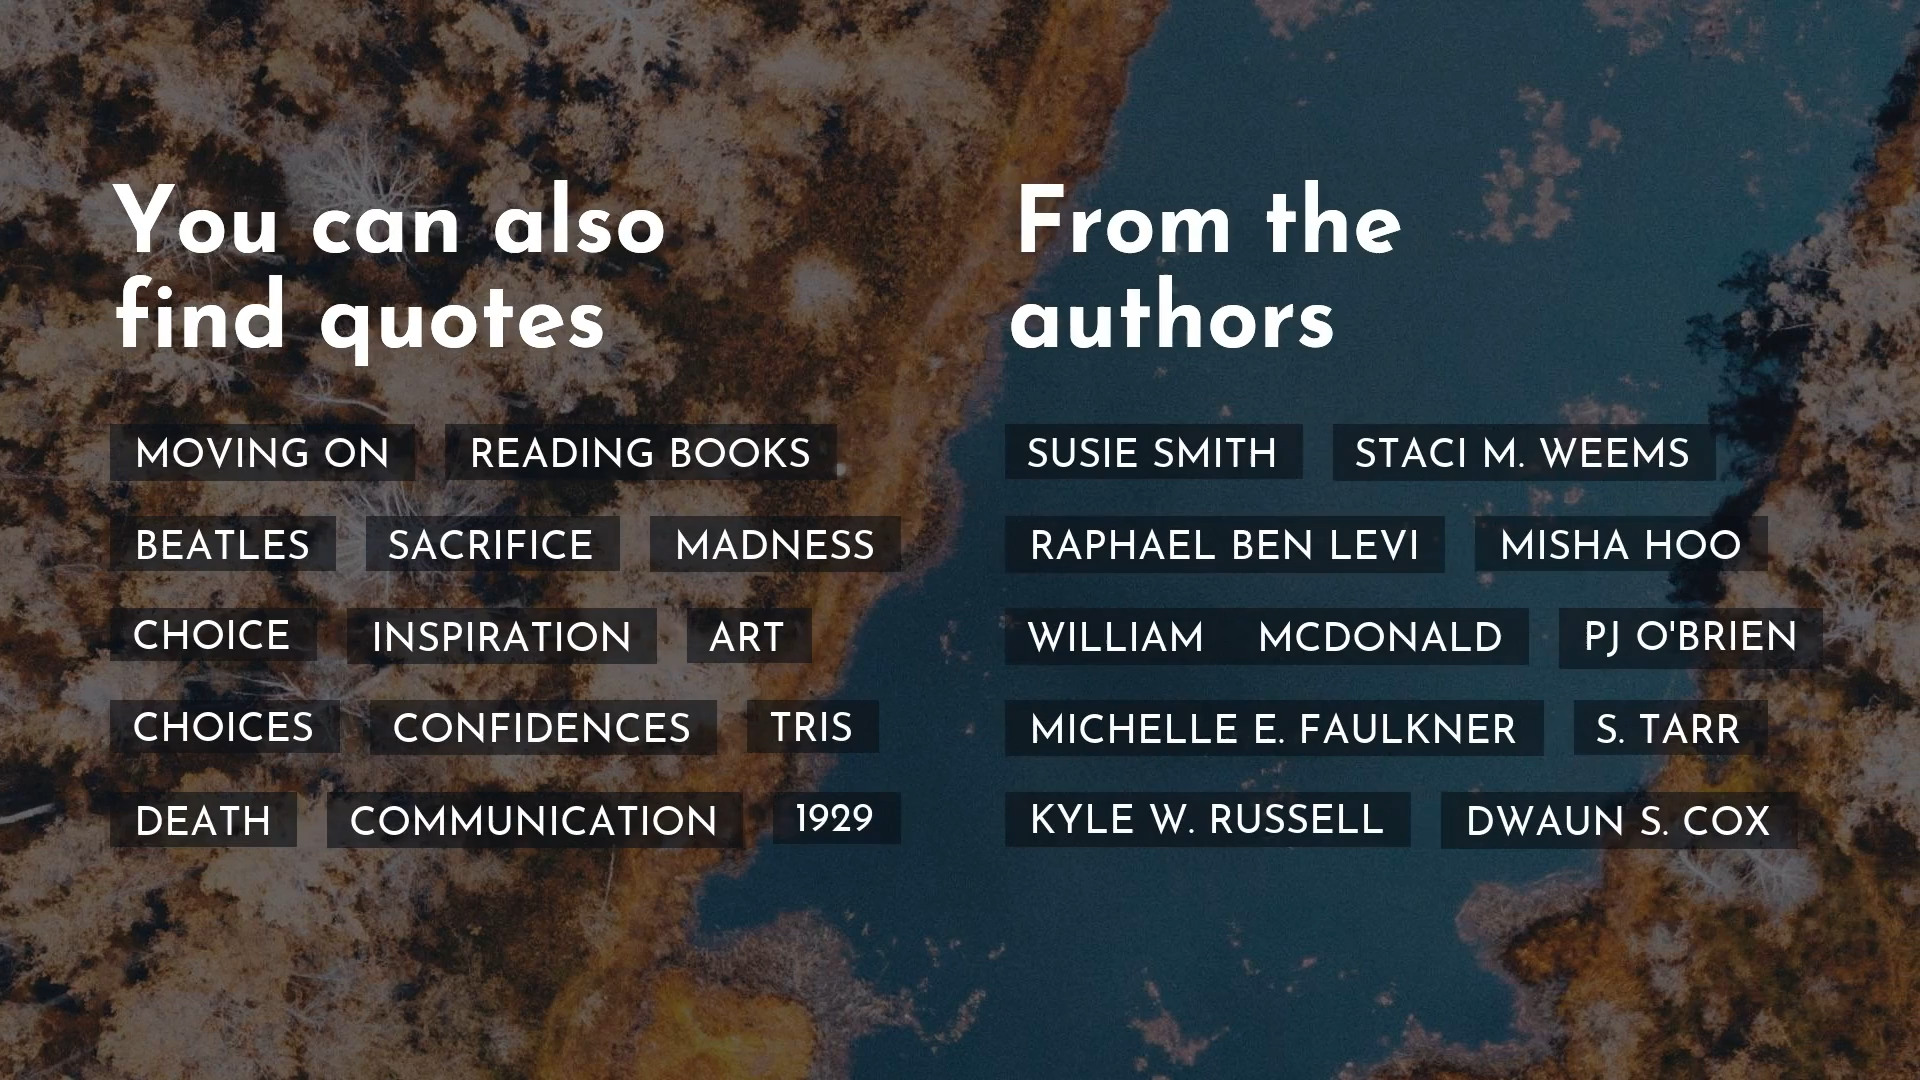 You can also
find quotes
MOVING ON READING BOOKS
BEATLES SACRIFICE MADNESS
CHOICE INSPIRATION ART
CHOICES CONFIDENCES TRIS
DEATH COMMUNICATION 1929
From the
authors
SUSIE SMITH STACI M. WEEMS
RAPHAEL BEN LEVI MISHA HOO
WILLIAM MCDONALD PJ O'BRIEN
MICHELLE E. FAULKNER S. TARR
KYLE W. RUSSELL DWAUN S. COX